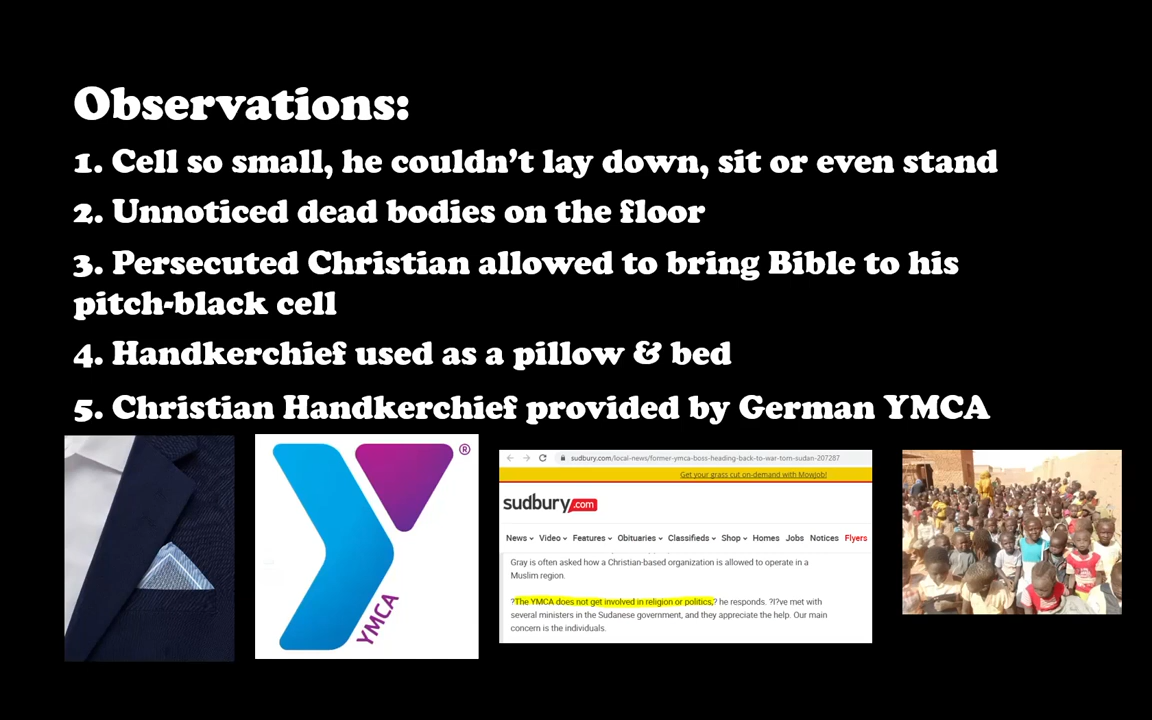 Observations:
1. Cell so small, he couldn't lay down, sit or even stand
2. Unnoticed dead bodies on the floor
3. Persecuted Christian allowed to bring Bible to his
pitch-black cell
4. Handkerchief used as a pillow & bed
5. Christian Handkerchief provided by German YMCA
®
YMCA
sudbury.com/local-news/former-ymca-boss-heading-back-to-war-torn-sudan-207287
Get your grass cut on-demand with Mowjob!
sudbury.com
News Video Features Obituaries Classifieds Shop Homes Jobs Notices Flyers
Gray is often asked how a Christian-based organization is allowed to operate in a
Muslim region.
?The YMCA does not get involved in religion or politics,? he responds. ?I?ve met with
several ministers in the Sudanese government, and they appreciate the help. Our main
concern is the individuals.